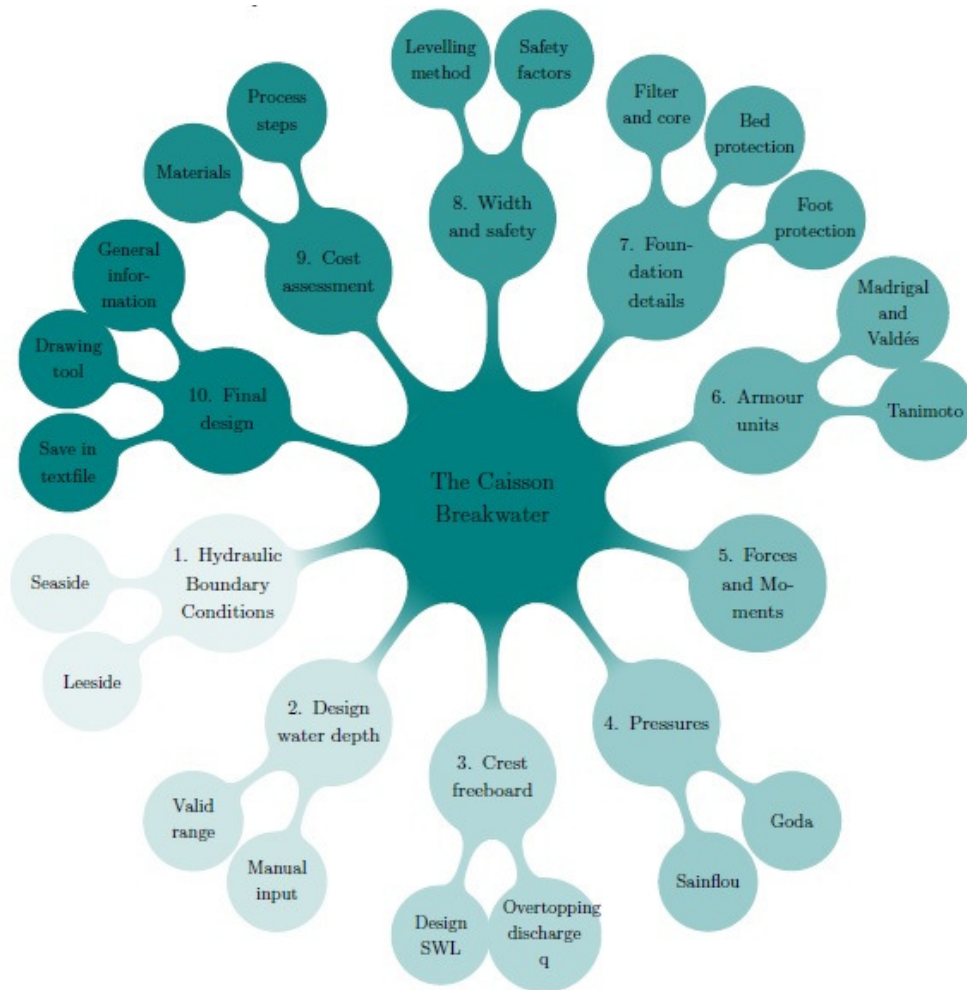 The Caisson
Breakwater
1. Hydraulic
Boundary
Conditions
Seaside
Leeside
2. Design
water depth
Valid
range
Manual
input
3. Crest
freeboard
Design
SWL
Overtopping
discharge
q
4. Pressures
Sainflou
Goda
5. Forces
and Mo-
ments
6. Armour
units
Tanimoto
Madrigal
and
Valdés
7. Foun-
dation
details
Foot
protection
Bed
protection
Filter
and core
8. Width
and safety
Safety
factors
Levelling
method
9. Cost
assessment
Process
steps
Materials
10. Final
design
General
infor-
mation
Drawing
tool
Save in
textfile